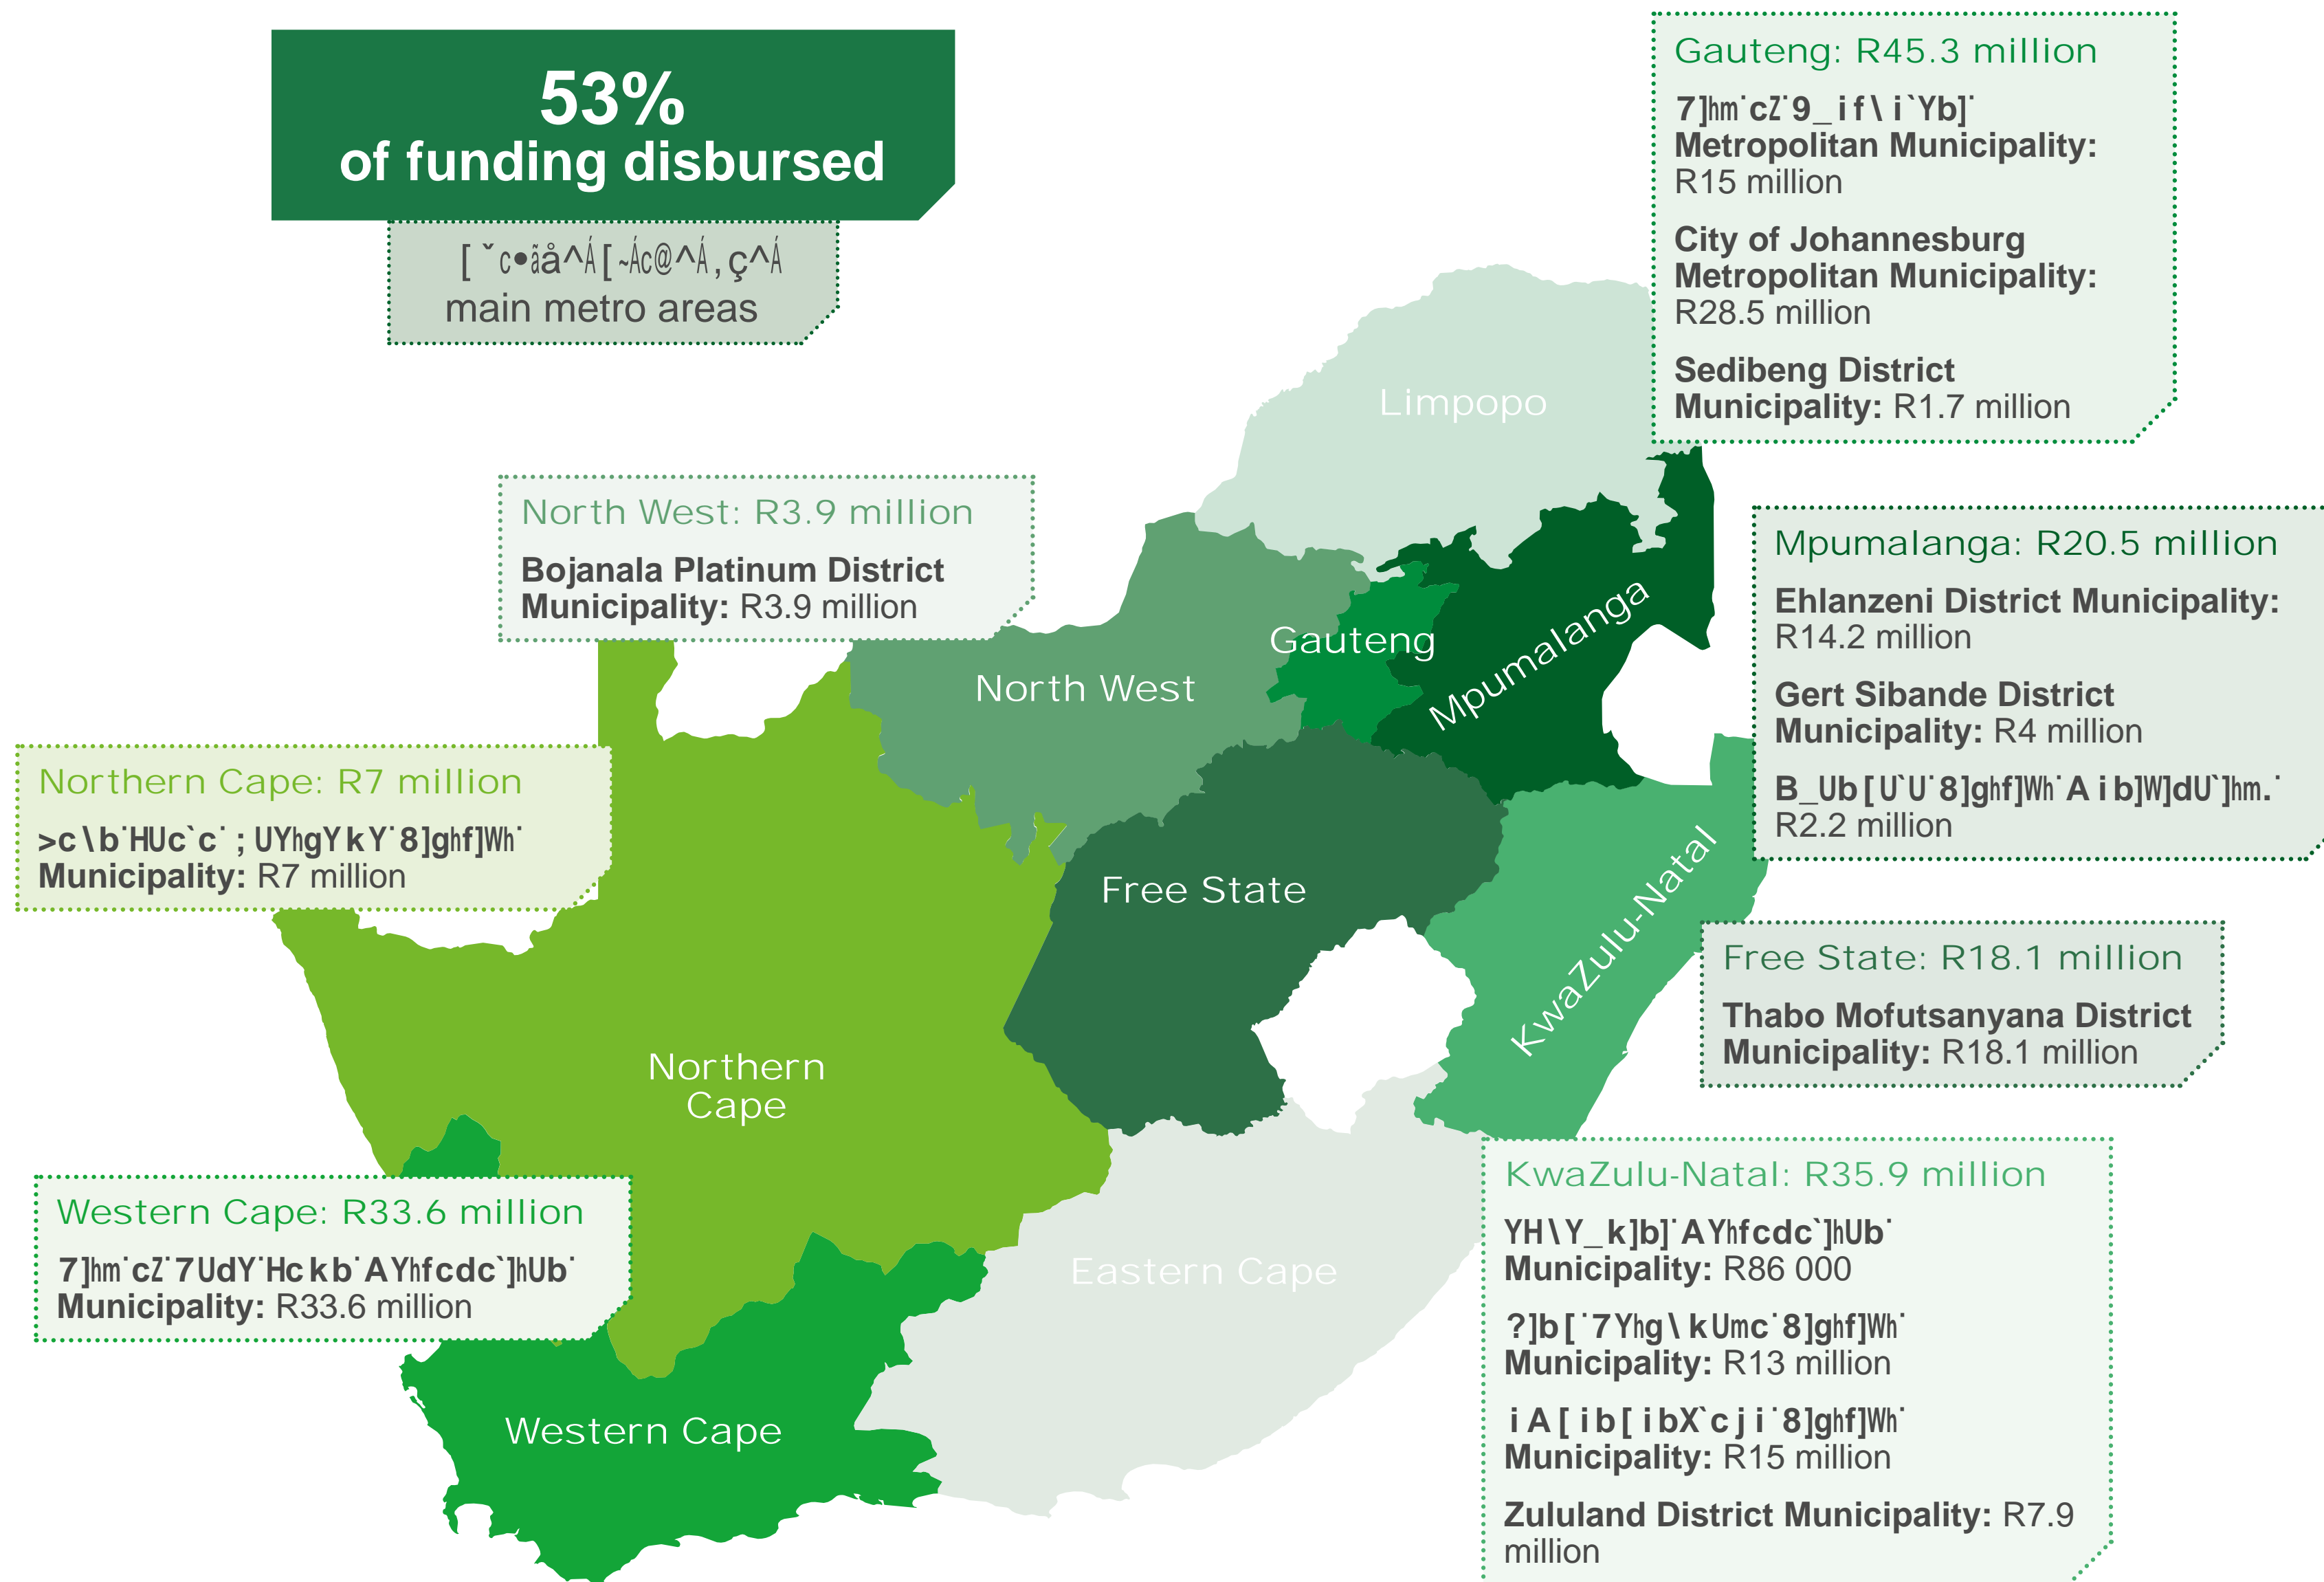 53%
of funding disbursed
main metro areas
Gauteng: R45.3 million
Metropolitan Municipality:
R15 million
City of Johannesburg
Metropolitan Municipality:
R28.5 million
Sedibeng District
Municipality: R1.7 million
Limpopo
North West: R3.9 million
Bojanala Platinum District
Municipality: R3.9 million
Mpumalanga: R20.5 million
Ehlanzeni District Municipality:
R14.2 million
Gert Sibande District
Municipality: R4 million
R2.2 million
Gauteng
Mpumalanga
North West
Northern Cape: R7 million
Municipality: R7 million
Free State
KwaZulu-Natal
Free State: R18.1 million
Thabo Mofutsanyana District
Municipality: R18.1 million
Northern
Cape
Western Cape: R33.6 million
Municipality: R33.6 million
Eastern Cape
KwaZulu-Natal: R35.9 million
Municipality: R86 000
Municipality: R13 million
Municipality: R15 million
Zululand District Municipality: R7.9
million
Western Cape